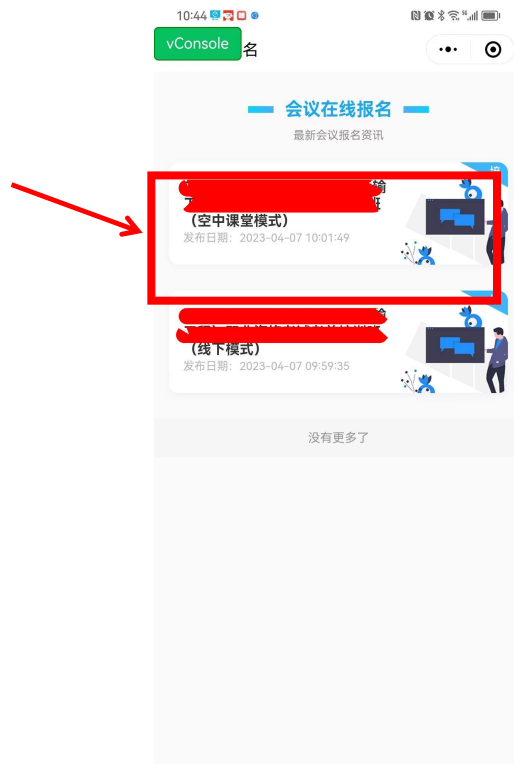 10:44
vConsole
名
会议在线报名
最新会议报名资讯
培
输
班
（空中课堂模式）
发布日期：2023-04-07 10:01:49
（线下模式）
发布日期：2023-04-07 09:59:35
没有更多了